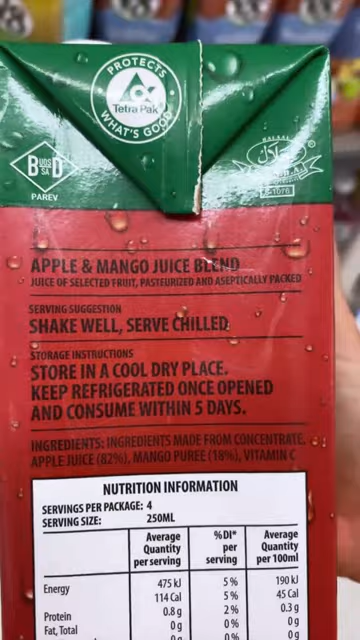 PROTECTS
Tetra Pak®
WHAT'S GOOD
BUOS D
SA
PAREV
HALAAL
APPLE & MANGO JUICE BLEND
JUICE OF SELECTED FRUIT, PASTEURIZED AND ASEPTICALLY PACKED
SERVING SUGGESTION
SHAKE WELL, SERVE CHILLED
STORAGE INSTRUCTIONS
STORE IN A COOL DRY PLACE.
KEEP REFRIGERATED ONCE OPENED
AND CONSUME WITHIN 5 DAYS.
INGREDIENTS: INGREDIENTS MADE FROM CONCENTRATE.
APPLE JUICE (82%), MANGO PUREE (18%), VITAMIN C
NUTRITION INFORMATION
SERVINGS PER PACKAGE: 4
SERVING SIZE: 250ML
Average Quantity per serving %DI* per serving Average Quantity per 100ml
Energy 475 kJ 5 % 190 kJ
114 Cal 5 % 45 Cal
Protein 0.8 g 2 % 0.3 g
Fat, Total 0 g 0 % 0 g